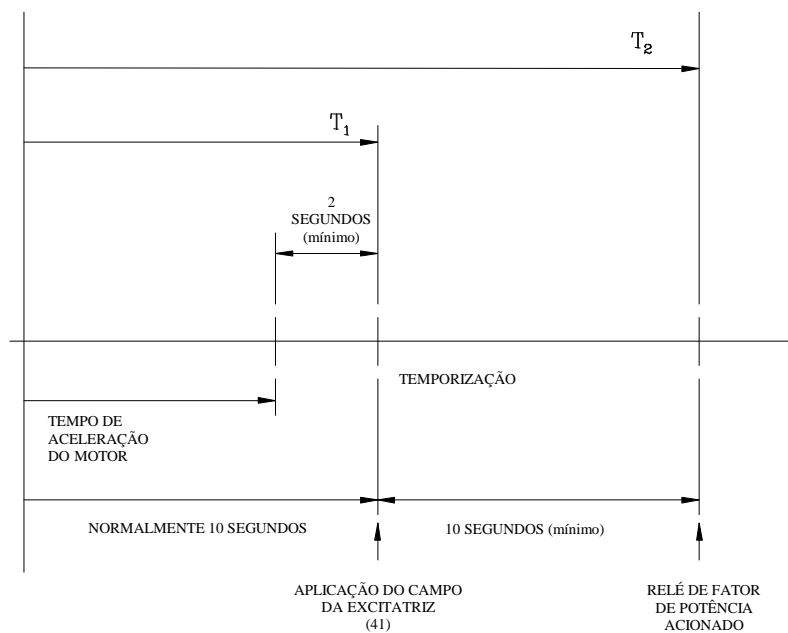 T2
T1
2
SEGUNDOS
(mínimo)
TEMPORIZAÇÃO
TEMPO DE
ACELERAÇÃO
DO MOTOR
NORMALMENTE 10 SEGUNDOS
10 SEGUNDOS (mínimo)
APLICAÇÃO DO CAMPO
DA EXCITATRIZ
(41)
RELÉ DE FATOR
DE POTÊNCIA
ACIONADO